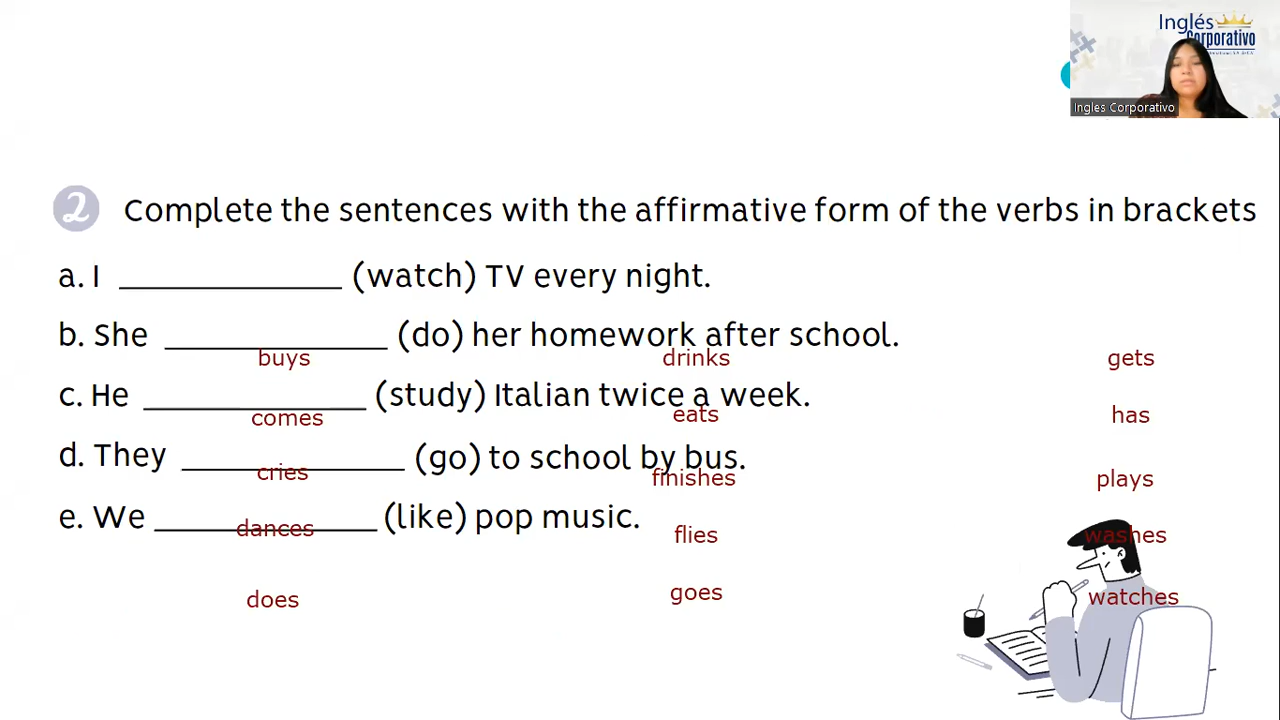 Inglés
Corporativo
Ingles Corporativo
2 Complete the sentences with the affirmative form of the verbs in brackets
a. I ______________ (watch) TV every night.
b. She ______________ (do) her homework after school.
buys drinks gets
c. He ______________ (study) Italian twice a week.
comes eats has
d. They ______________ (go) to school by bus.
cries finishes plays
e. We ______________ (like) pop music.
dances flies washes
does goes watches